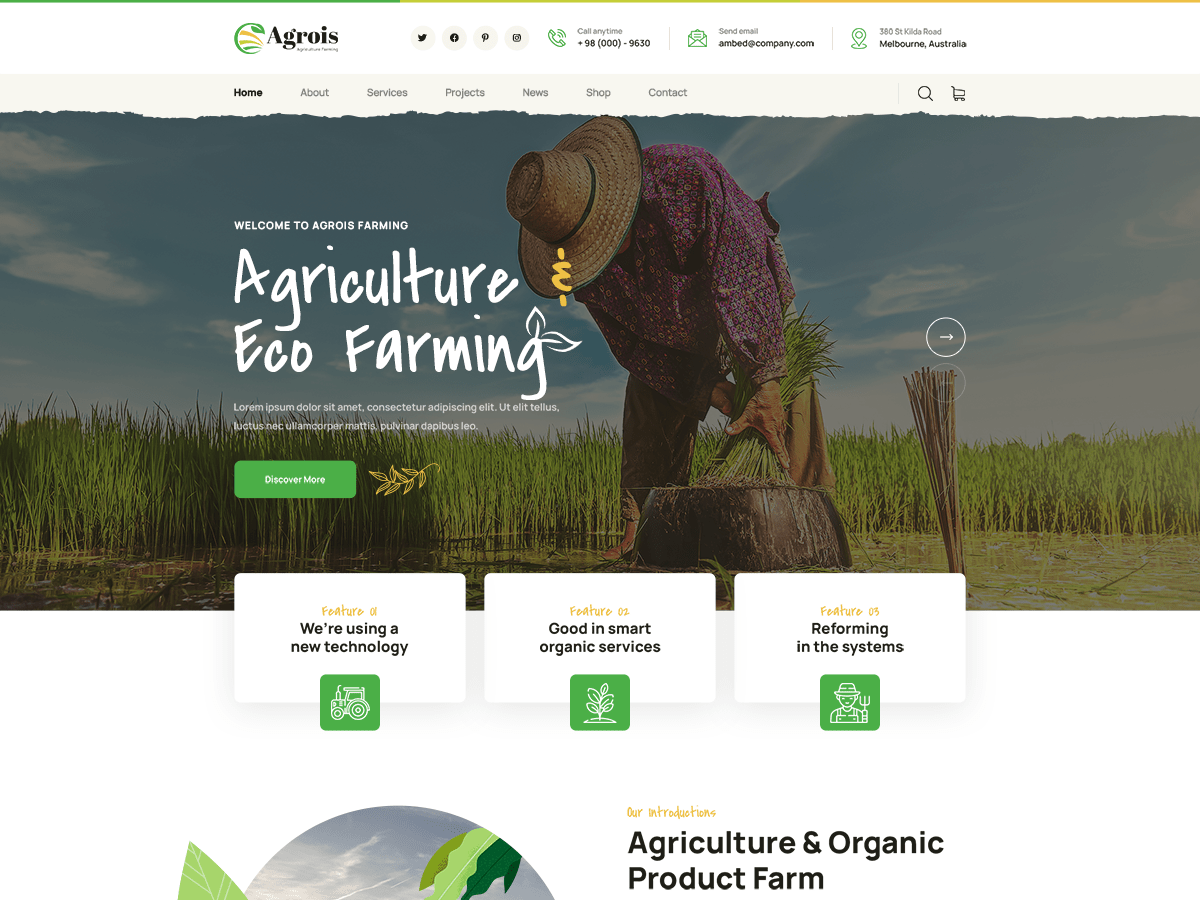 Agrois
Agriculture Farming
Call anytime
+ 98 (000) - 9630
Send email
ambed@company.com
380 St Kilda Road
Melbourne, Australia
Home
About
Services
Projects
News
Shop
Contact
WELCOME TO AGROIS FARMING
Agriculture &
Eco Farming
Lorem ipsum dolor sit amet, consectetur adipiscing elit. Ut elit tellus,
luctus nec ullamcorper mattis, pulvinar dapibus leo.
Discover More
Feature 01
We're using a
new technology
Feature 02
Good in smart
organic services
Feature 03
Reforming
in the systems
Our Introductions
Agriculture & Organic
Product Farm